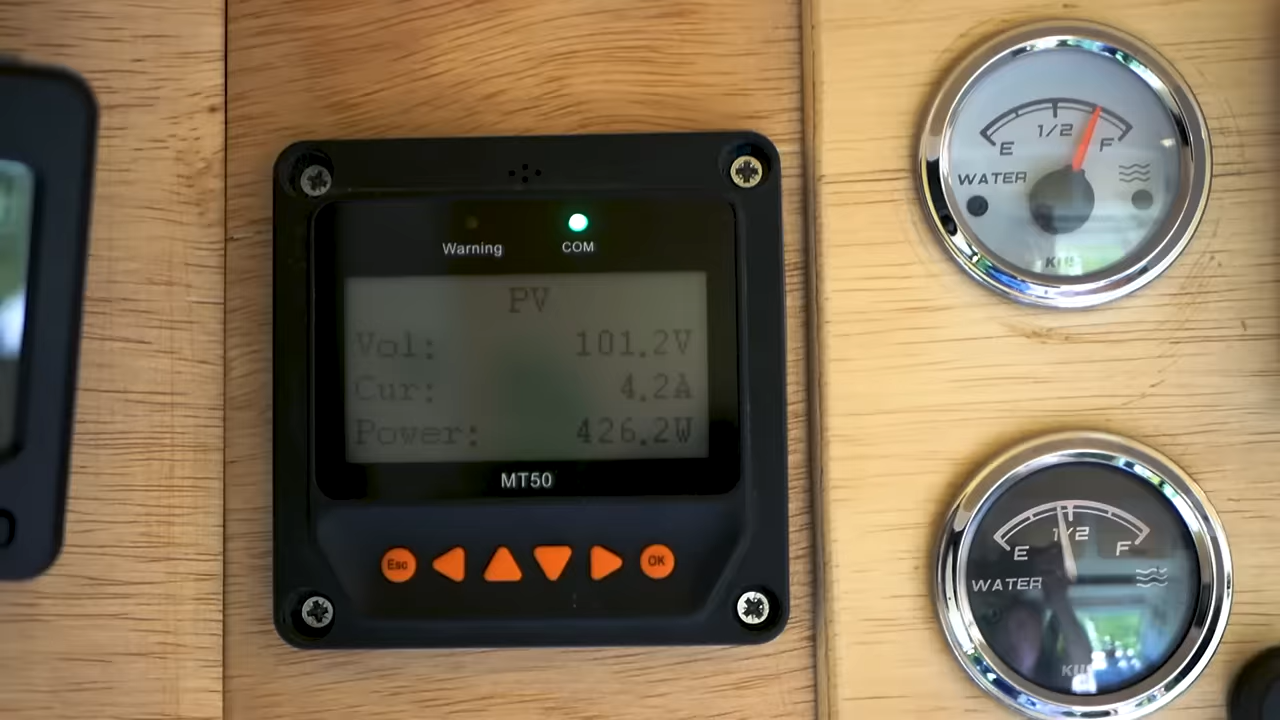 Warning COM
PV
Vol: 101.2V
Cur: 4.2A
Power: 426.2W
MT50
Esc OK
1/2
E F
WATER
1/2
E F
WATER